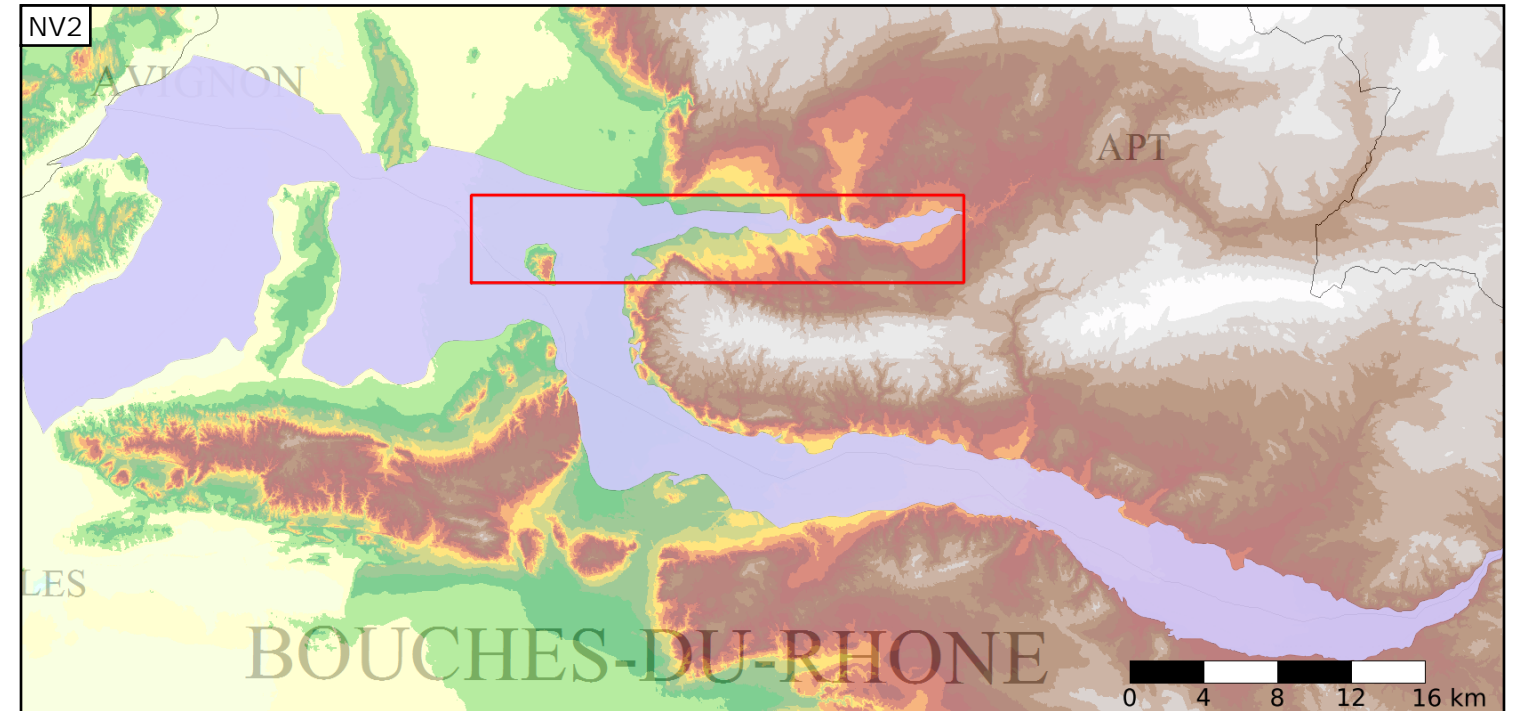 NV2
AVIGNON
APT
LES
BOUCHES-DU-RHONE
0 4 8 12 16 km